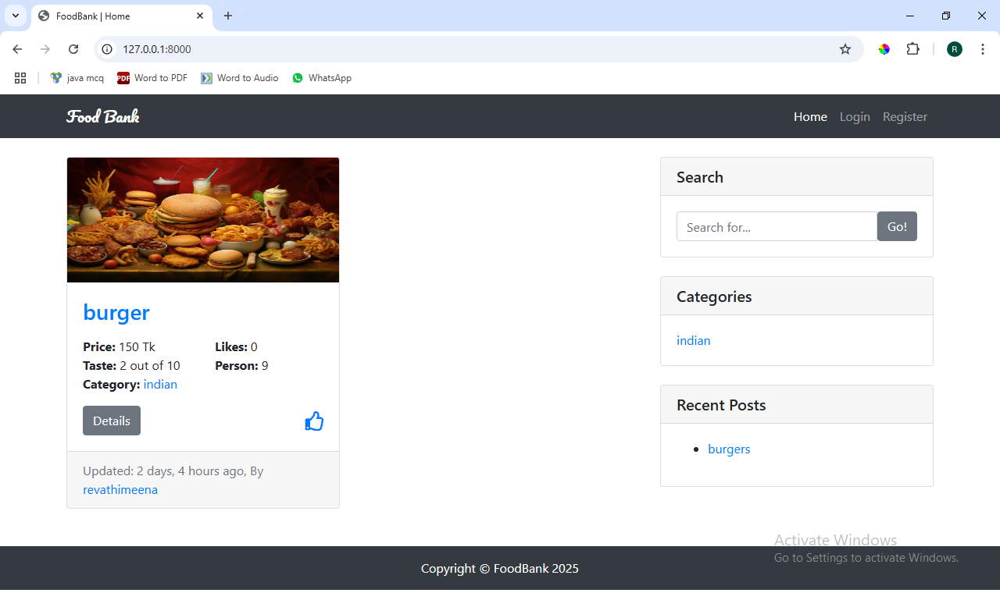 FoodBank | Home
127.0.0.1:8000
R
java mcq
PDF
Word to PDF
Word to Audio
WhatsApp
Food Bank
Home
Login
Register
burger
Price: 150 Tk
Likes: 0
Taste: 2 out of 10
Person: 9
Category: indian
Details
Updated: 2 days, 4 hours ago, By
revathimeena
Search
Search for...
Go!
Categories
indian
Recent Posts
burgers
Activate Windows
Go to Settings to activate Windows.
Copyright © FoodBank 2025